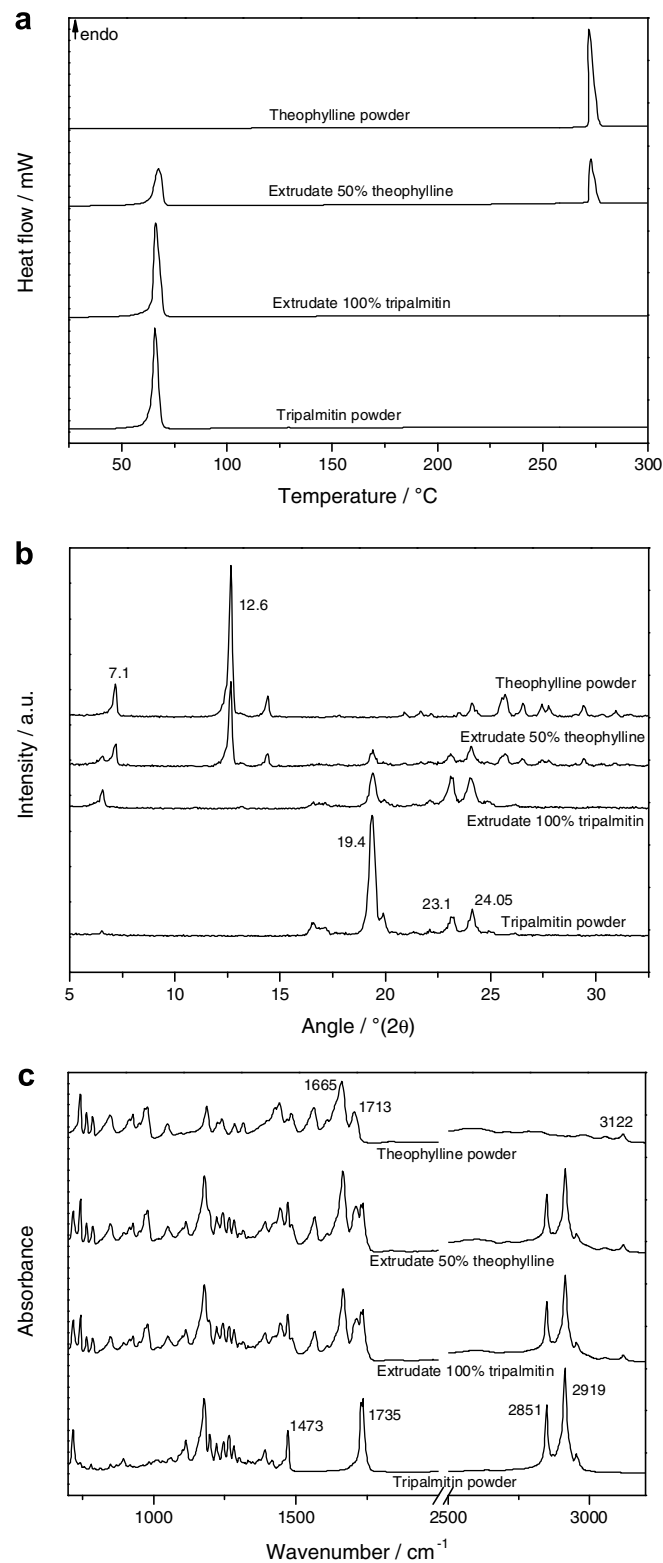 a
endo
Theophylline powder
Extrudate 50% theophylline
Extrudate 100% tripalmitin
Tripalmitin powder
Heat flow / mW
50 100 150 200 250 300
Temperature / °C
b
12.6
7.1
Theophylline powder
Extrudate 50% theophylline
Extrudate 100% tripalmitin
19.4
23.1
24.05
Tripalmitin powder
Intensity / a.u.
5 10 15 20 25 30
Angle / °(2θ)
c
1665
1713
3122
Theophylline powder
Extrudate 50% theophylline
Extrudate 100% tripalmitin
2919
1473
1735
2851
Tripalmitin powder
Absorbance
1000 1500 2500 3000
Wavenumber / cm⁻¹